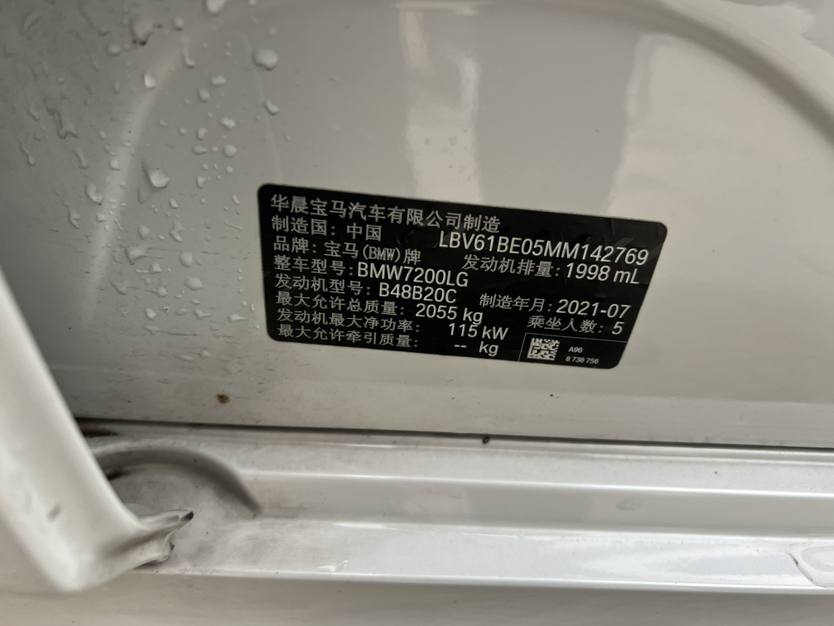 华晨宝马汽车有限公司制造
制造国：中国 LBV61BE05MM142769
品牌：宝马(BMW)牌 发动机排量：1998 mL
整车型号：BMW7200LG
发动机型号：B48B20C 制造年月：2021-07
最大允许总质量：2055 kg 乘坐人数：5
发动机最大净功率：115 kW
最大允许牵引质量：-- kg
A96
8 738 756